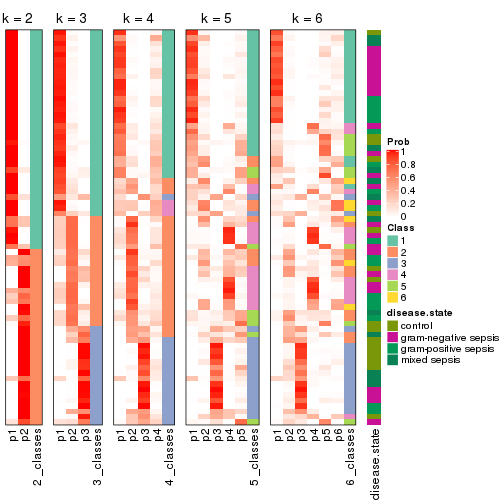 k = 2 k = 3 k = 4 k = 5 k = 6
Prob
1
0.8
0.6
0.4
0.2
0
Class
1
2
3
4
5
6
disease.state
control
gram-negative sepsis
gram-positive sepsis
mixed sepsis
p1 p2 2_classes p1 p2 p3 3_classes p1 p2 p3 p4 4_classes p1 p2 p3 p4 p5 5_classes p1 p2 p3 p4 p5 p6 6_classes disease.state